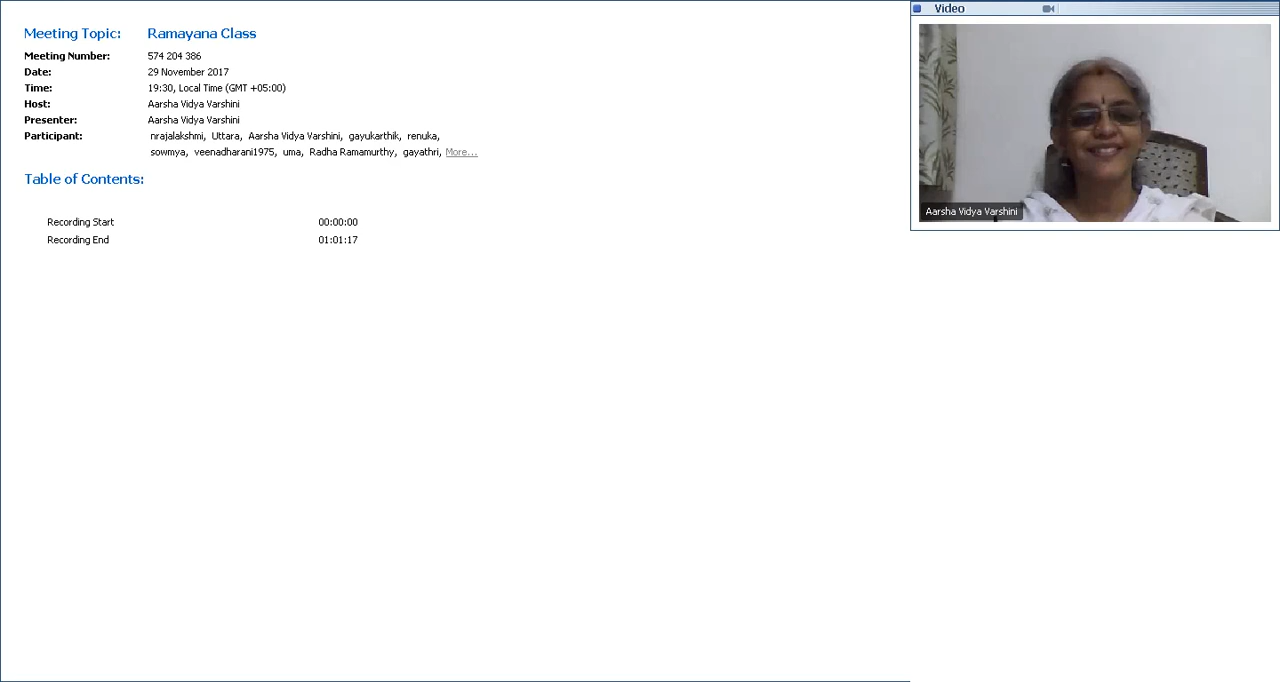 Meeting Topic: Ramayana Class
Meeting Number: 574 204 386
Date: 29 November 2017
Time: 19:30, Local Time (GMT +05:00)
Host: Aarsha Vidya Varshini
Presenter: Aarsha Vidya Varshini
Participant: nrajalakshmi, Uttara, Aarsha Vidya Varshini, gayukarthik, renuka,
sowmya, veenadharani1975, uma, Radha Ramamurthy, gayathri, More...
Table of Contents:
Recording Start 00:00:00
Recording End 01:01:17
Video
Aarsha Vidya Varshini